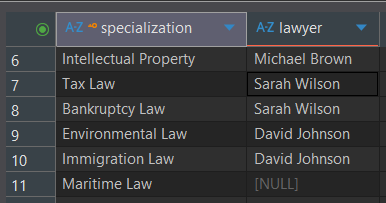 A-Z specialization A-Z lawyer
6 Intellectual Property Michael Brown
7 Tax Law Sarah Wilson
8 Bankruptcy Law Sarah Wilson
9 Environmental Law David Johnson
10 Immigration Law David Johnson
11 Maritime Law [NULL]